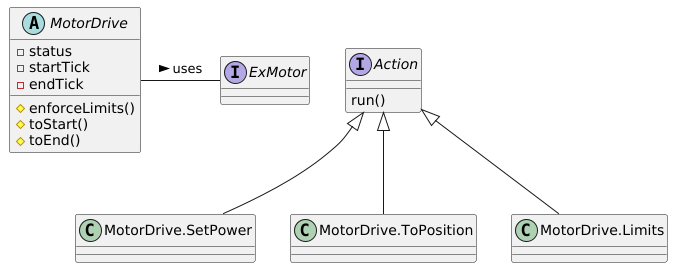 A MotorDrive
status
startTick
endTick
enforceLimits()
toStart()
toEnd()
uses
I ExMotor
I Action
run()
C MotorDrive.SetPower
C MotorDrive.ToPosition
C MotorDrive.Limits